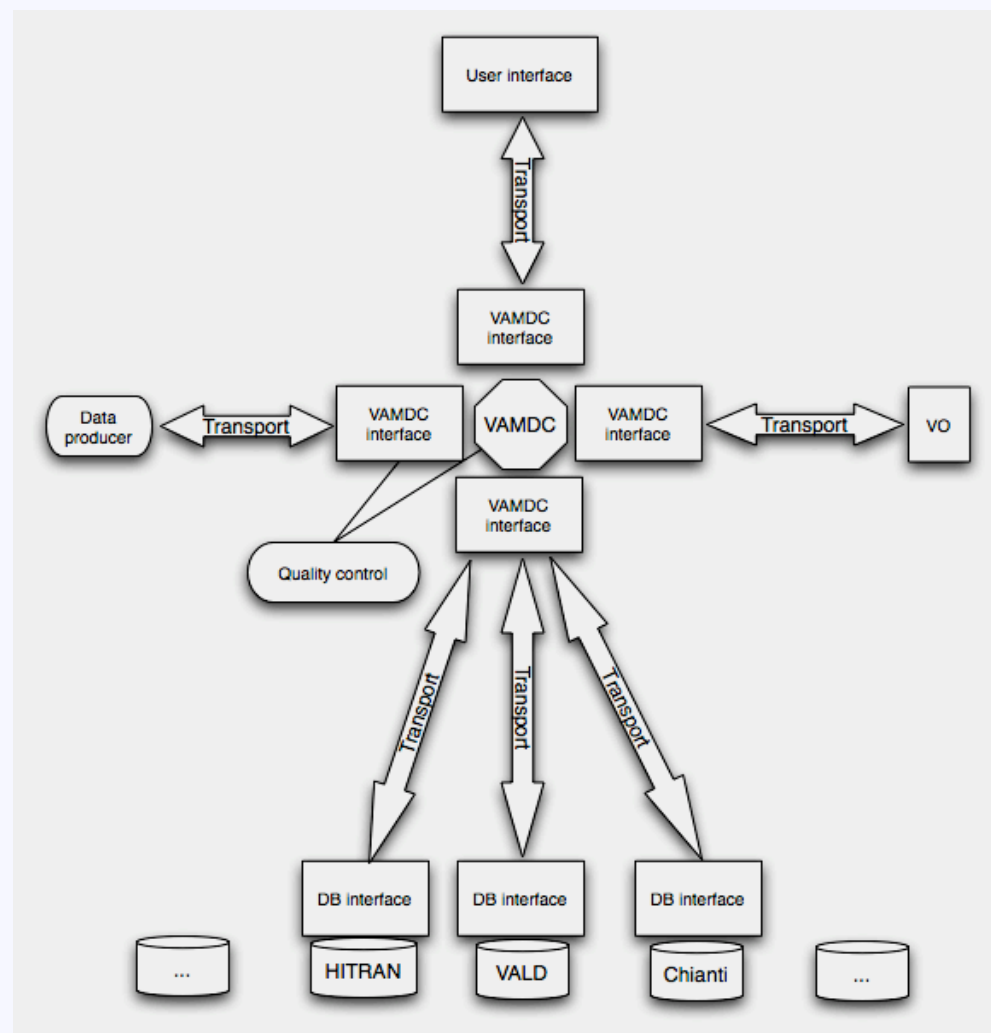 User interface
Transport
VAMDC
interface
Data
producer
Transport
VAMDC
interface
VAMDC
VAMDC
interface
Transport
VO
VAMDC
interface
Quality control
Transport
Transport
Transport
DB interface
DB interface
DB interface
...
HITRAN
VALD
Chianti
...